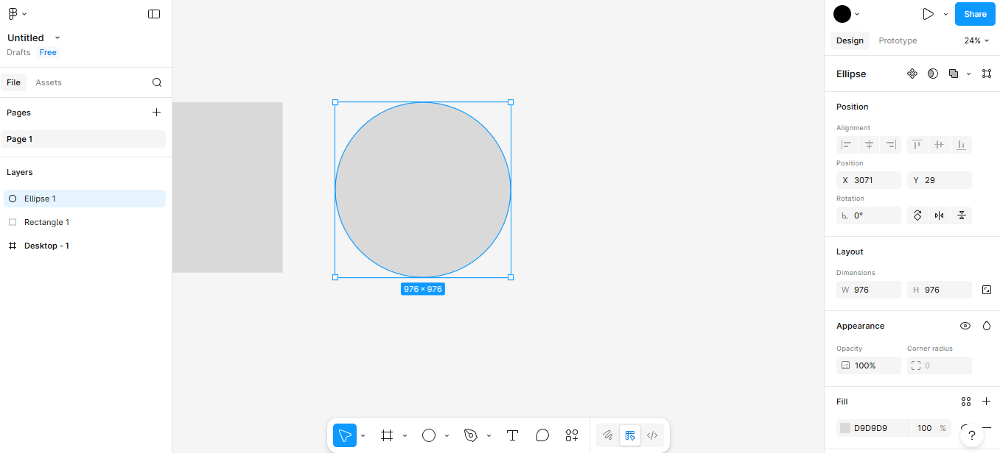 Untitled
Drafts Free
File Assets
Pages
Page 1
Layers
Ellipse 1
Rectangle 1
Desktop - 1
976 × 976
Share
Design Prototype 24%
Ellipse
Position
Alignment
Position
X 3071 Y 29
Rotation
0°
Layout
Dimensions
W 976 H 976
Appearance
Opacity Corner radius
100% 0
Fill
D9D9D9 100 %
?